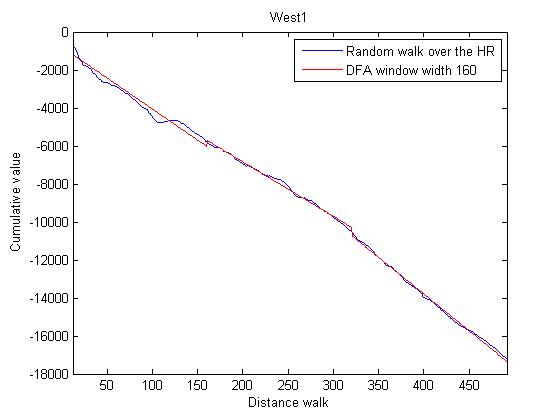 West1
Random walk over the HR
DFA window width 160
Cumulative value
0
-2000
-4000
-6000
-8000
-10000
-12000
-14000
-16000
-18000
50 100 150 200 250 300 350 400 450
Distance walk